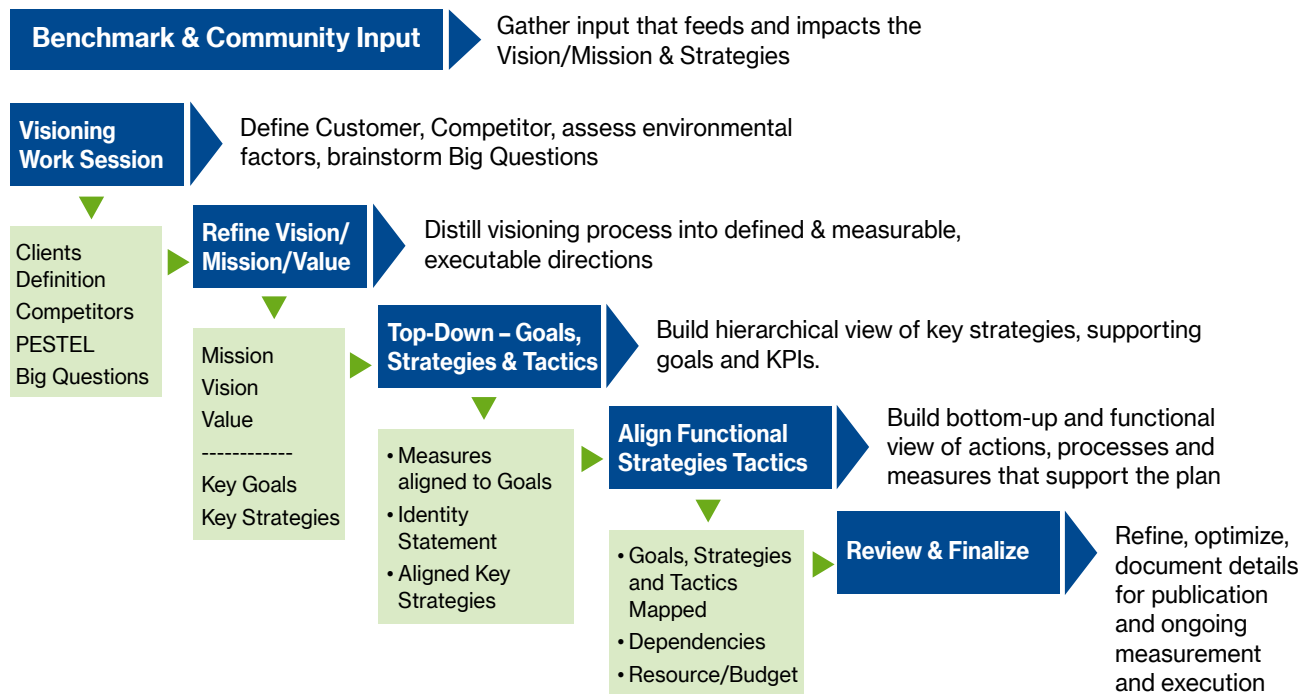 Benchmark & Community Input
Gather input that feeds and impacts the
Vision/Mission & Strategies
Visioning
Work Session
Define Customer, Competitor, assess environmental
factors, brainstorm Big Questions
Clients
Definition
Competitors
PESTEL
Big Questions
Refine Vision/
Mission/Value
Distill visioning process into defined & measurable,
executable directions
Mission
Vision
Value
------------
Key Goals
Key Strategies
Top-Down – Goals,
Strategies & Tactics
Build hierarchical view of key strategies, supporting
goals and KPIs.
• Measures
aligned to Goals
• Identity
Statement
• Aligned Key
Strategies
Align Functional
Strategies Tactics
Build bottom-up and functional
view of actions, processes and
measures that support the plan
• Goals, Strategies
and Tactics
Mapped
• Dependencies
• Resource/Budget
Review & Finalize
Refine, optimize,
document details
for publication
and ongoing
measurement
and execution